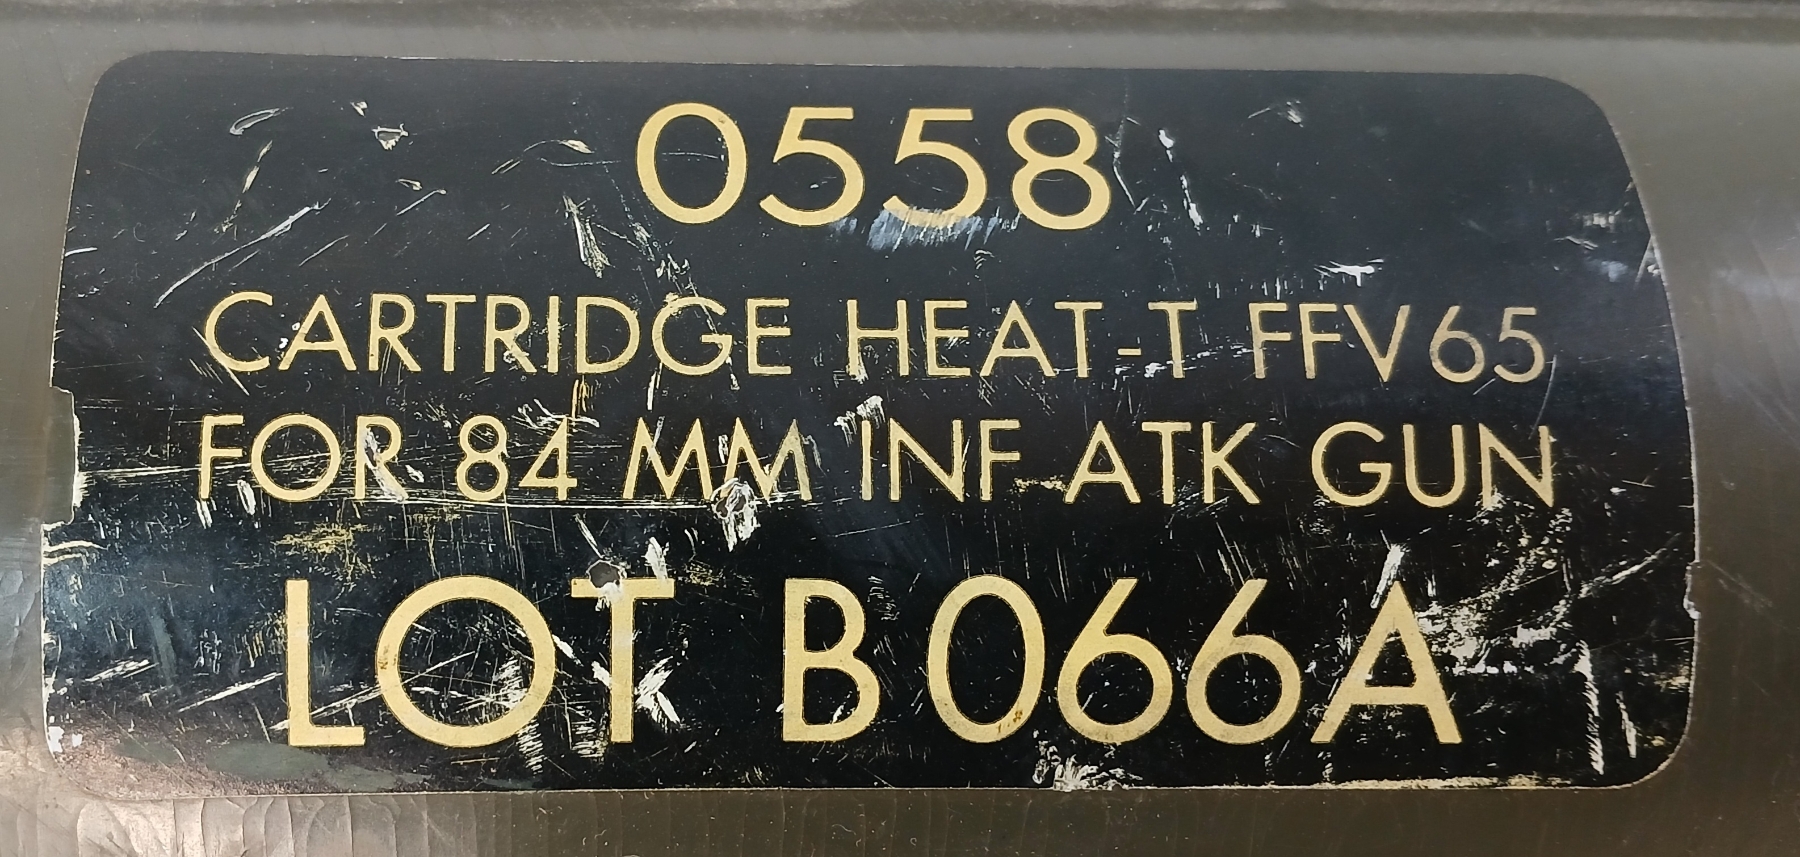 0558
CARTRIDGE HEAT-T FFV65
FOR 84 MM INF ATK GUN
LOT B066A